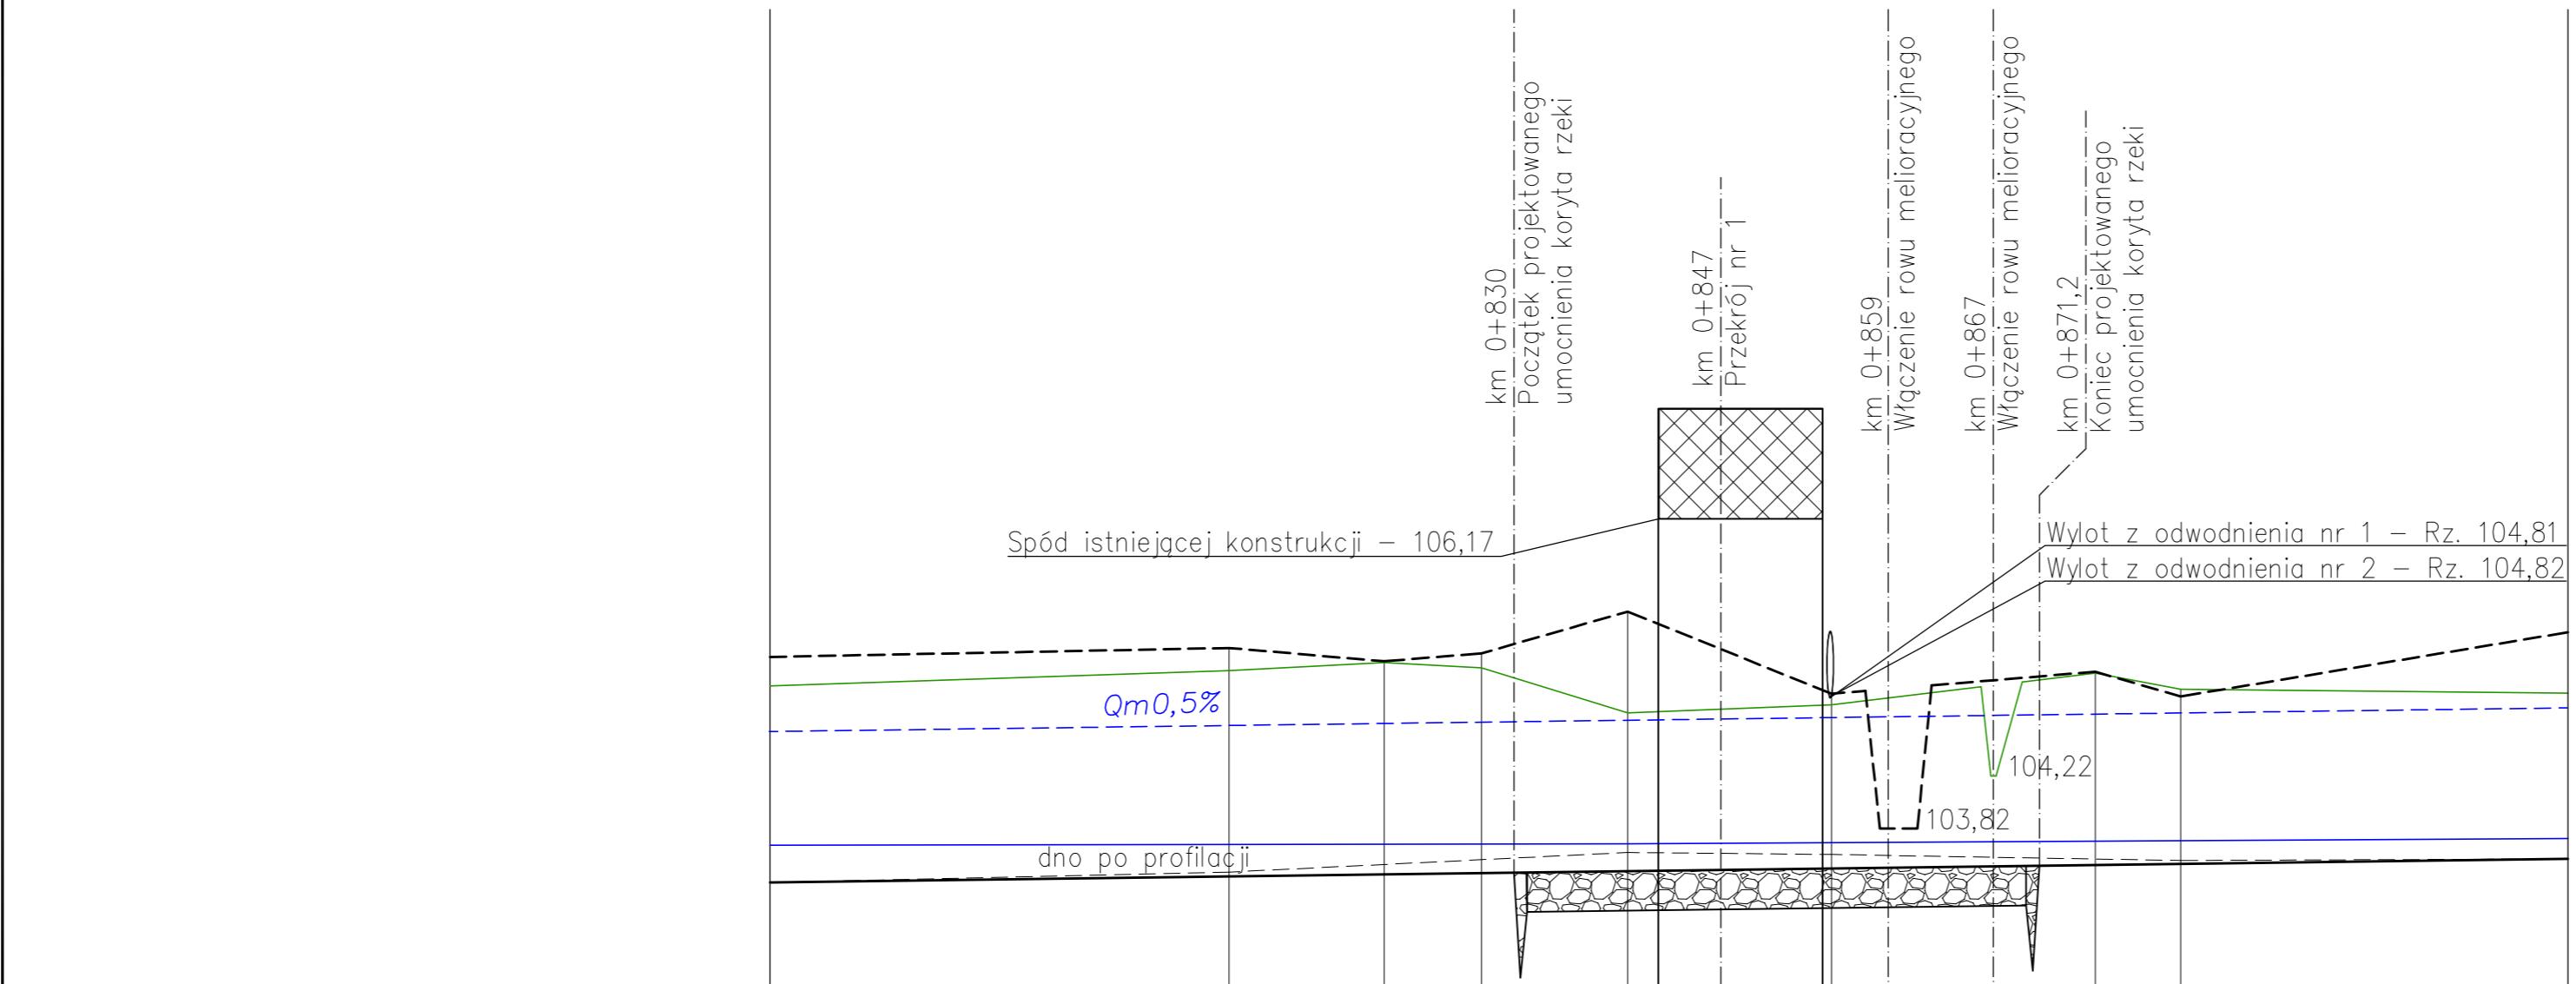 km 0+830
Początek projektowanego
umocnienia koryta rzeki
km 0+847
Przekrój nr 1
km 0+859
Włączenie rowu melioracyjnego
km 0+867
Włączenie rowu melioracyjnego
km 0+871,2
Koniec projektowanego
umocnienia koryta rzeki
Spód istniejącej konstrukcji – 106,17
Wylot z odwodnienia nr 1 – Rz. 104,81
Wylot z odwodnienia nr 2 – Rz. 104,82
Qm0,5%
104,22
103,82
dno po profilacji